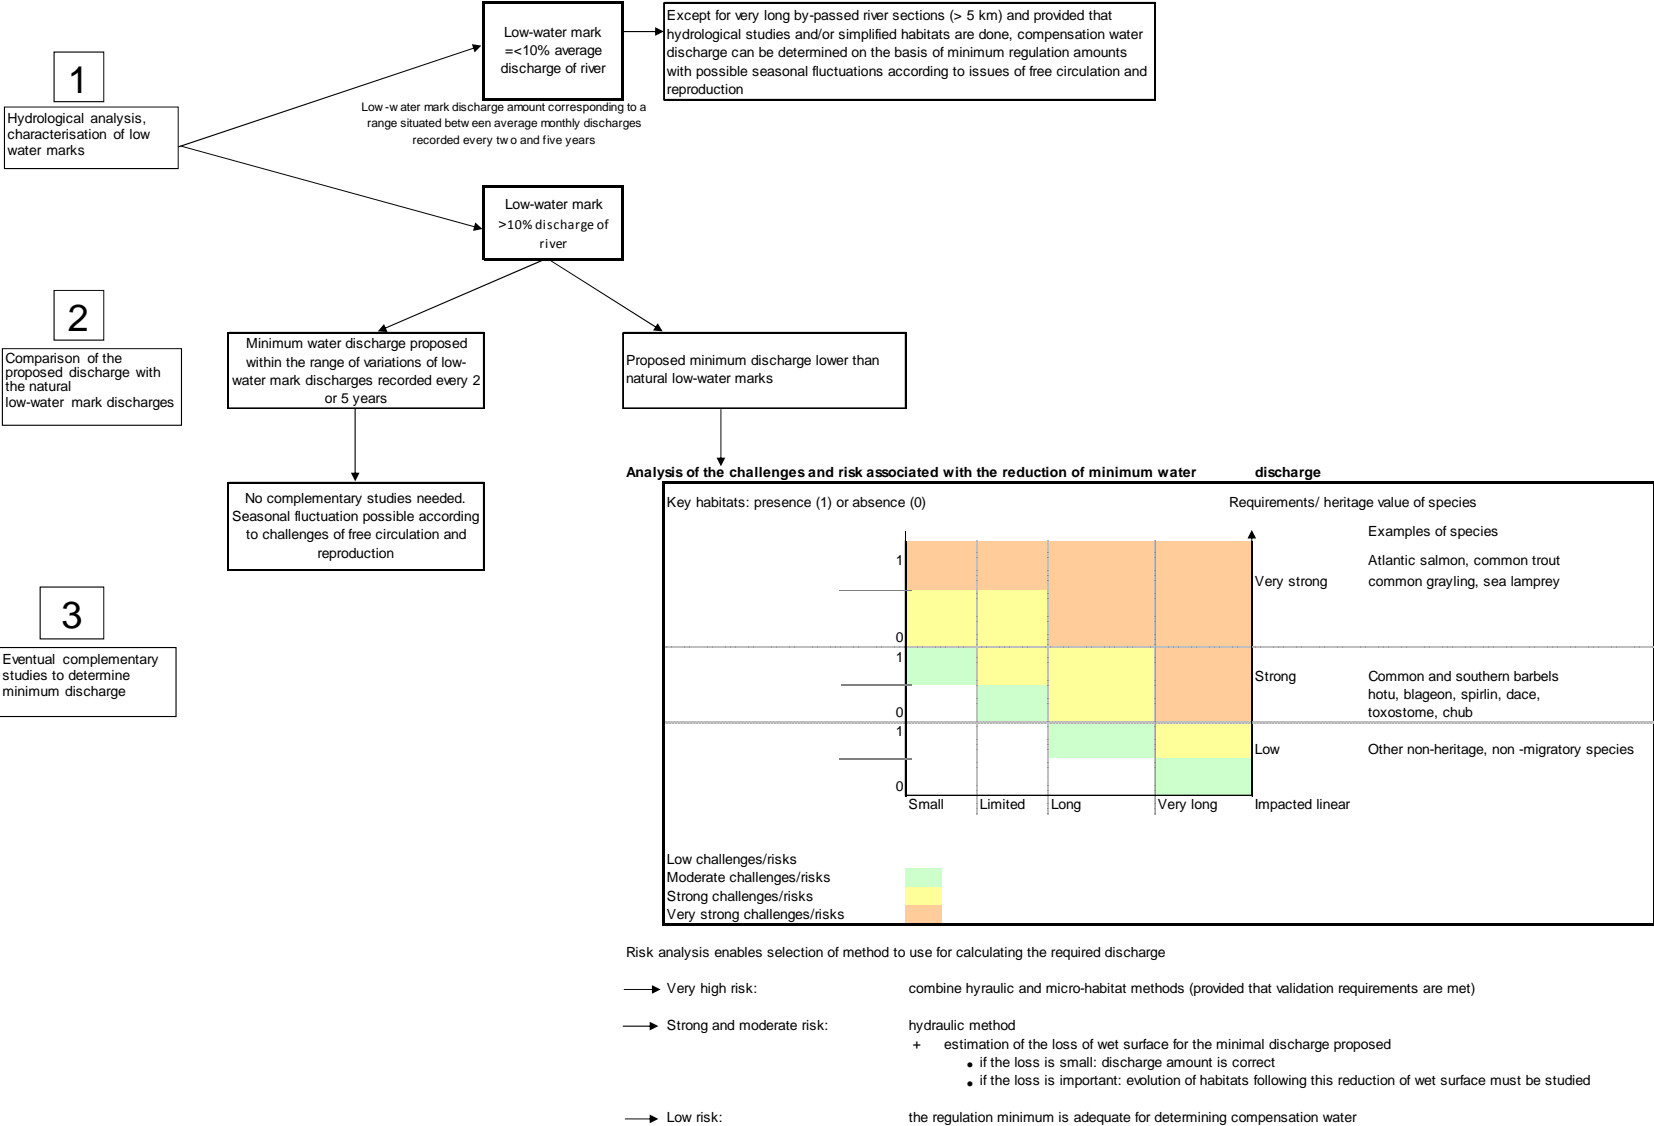 1
Hydrological analysis,
characterisation of low
water marks
Low-water mark
=<10% average
discharge of river
Except for very long by-passed river sections (> 5 km) and provided that
hydrological studies and/or simplified habitats are done, compensation water
discharge can be determined on the basis of minimum regulation amounts
with possible seasonal fluctuations according to issues of free circulation and
reproduction
Low-water mark discharge amount corresponding to a
range situated between average monthly discharges
recorded every two and five years
Low-water mark
>10% discharge of
river
2
Comparison of the
proposed discharge with
the natural
low-water mark discharges
Minimum water discharge proposed
within the range of variations of low-
water mark discharges recorded every 2
or 5 years
Proposed minimum discharge lower than
natural low-water marks
No complementary studies needed.
Seasonal fluctuation possible according
to challenges of free circulation and
reproduction
3
Eventual complementary
studies to determine
minimum discharge
Analysis of the challenges and risk associated with the reduction of minimum water discharge
Key habitats: presence (1) or absence (0)
Requirements/ heritage value of species
Examples of species
1
Atlantic salmon, common trout
Very strong
common grayling, sea lamprey
0
1
Strong
Common and southern barbels
hotu, blageon, spirlin, dace,
toxostome, chub
0
1
Low
Other non-heritage, non -migratory species
0
Small
Limited
Long
Very long
Impacted linear
Low challenges/risks
Moderate challenges/risks
Strong challenges/risks
Very strong challenges/risks
Risk analysis enables selection of method to use for calculating the required discharge
Very high risk: combine hyraulic and micro-habitat methods (provided that validation requirements are met)
Strong and moderate risk: hydraulic method
+ estimation of the loss of wet surface for the minimal discharge proposed
• if the loss is small: discharge amount is correct
• if the loss is important: evolution of habitats following this reduction of wet surface must be studied
Low risk: the regulation minimum is adequate for determining compensation water